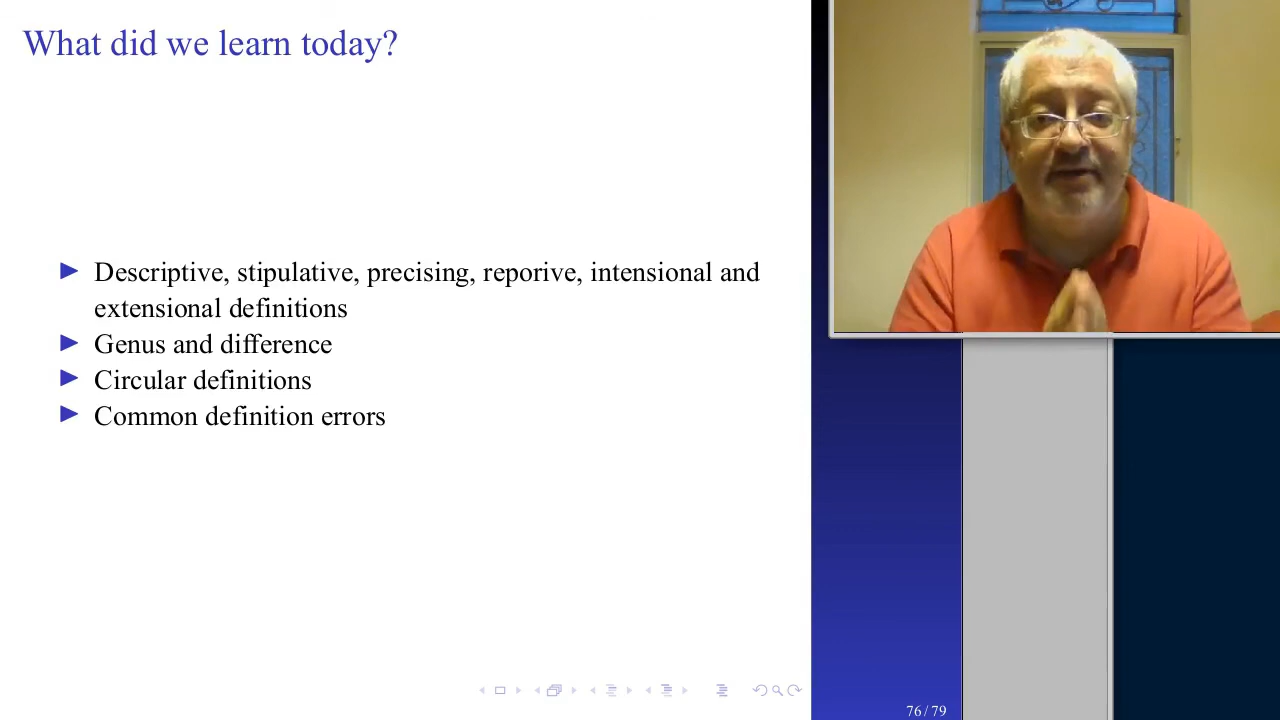 What did we learn today?
Descriptive, stipulative, precising, reporive, intensional and
extensional definitions
Genus and difference
Circular definitions
Common definition errors
76 / 79